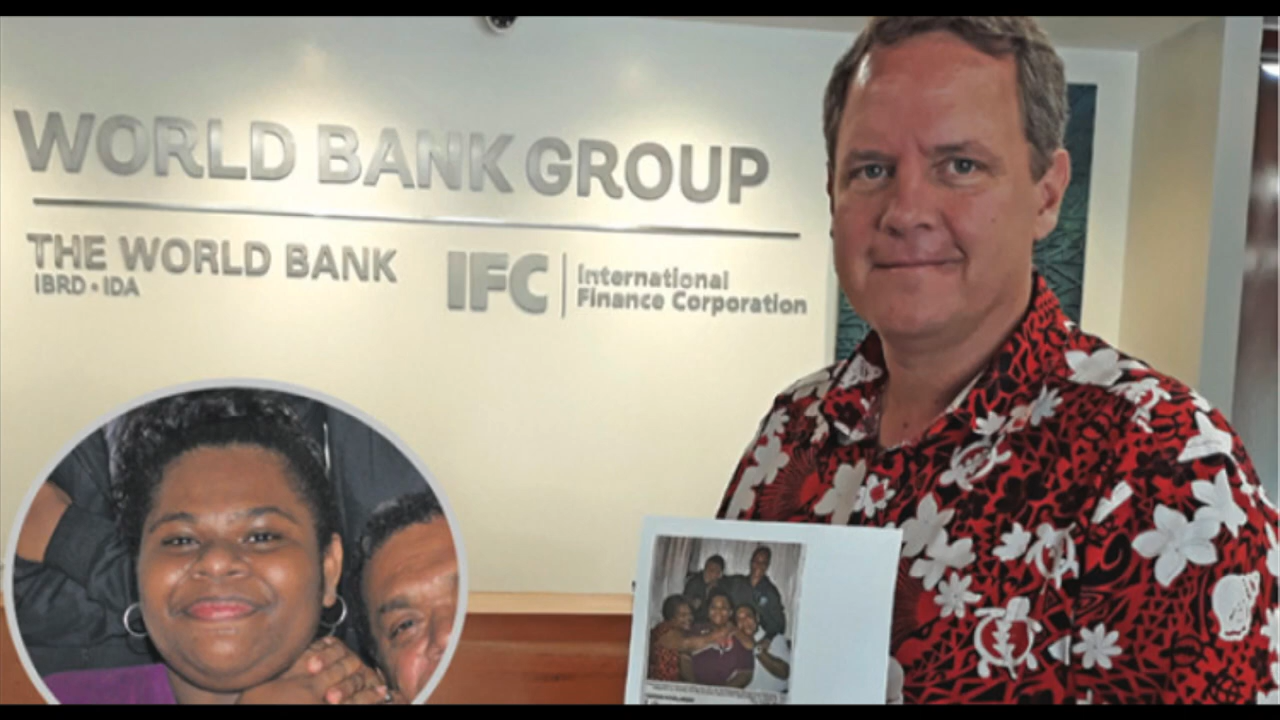 WORLD BANK GROUP
THE WORLD BANK
IBRD • IDA
IFC
International
Finance Corporation